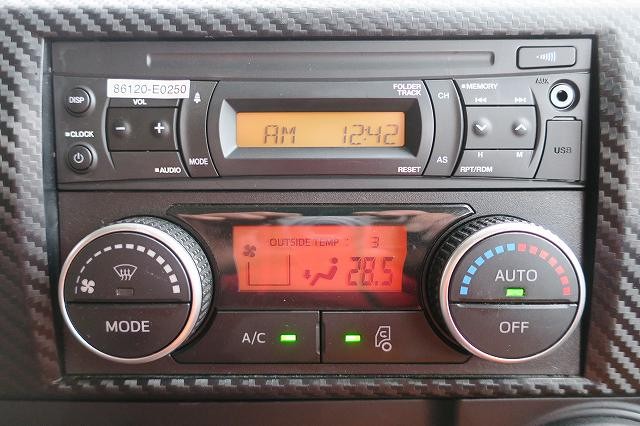 DISP
86120-E0250
VOL
− +
CLOCK
AUDIO
MODE
FOLDER
TRACK
AM 12:42
RESET
CH
AS
MEMORY
H M
RPT/RDM
AUX
USB
OUTSIDE TEMP : 3
28.5
MODE
A/C
AUTO
OFF